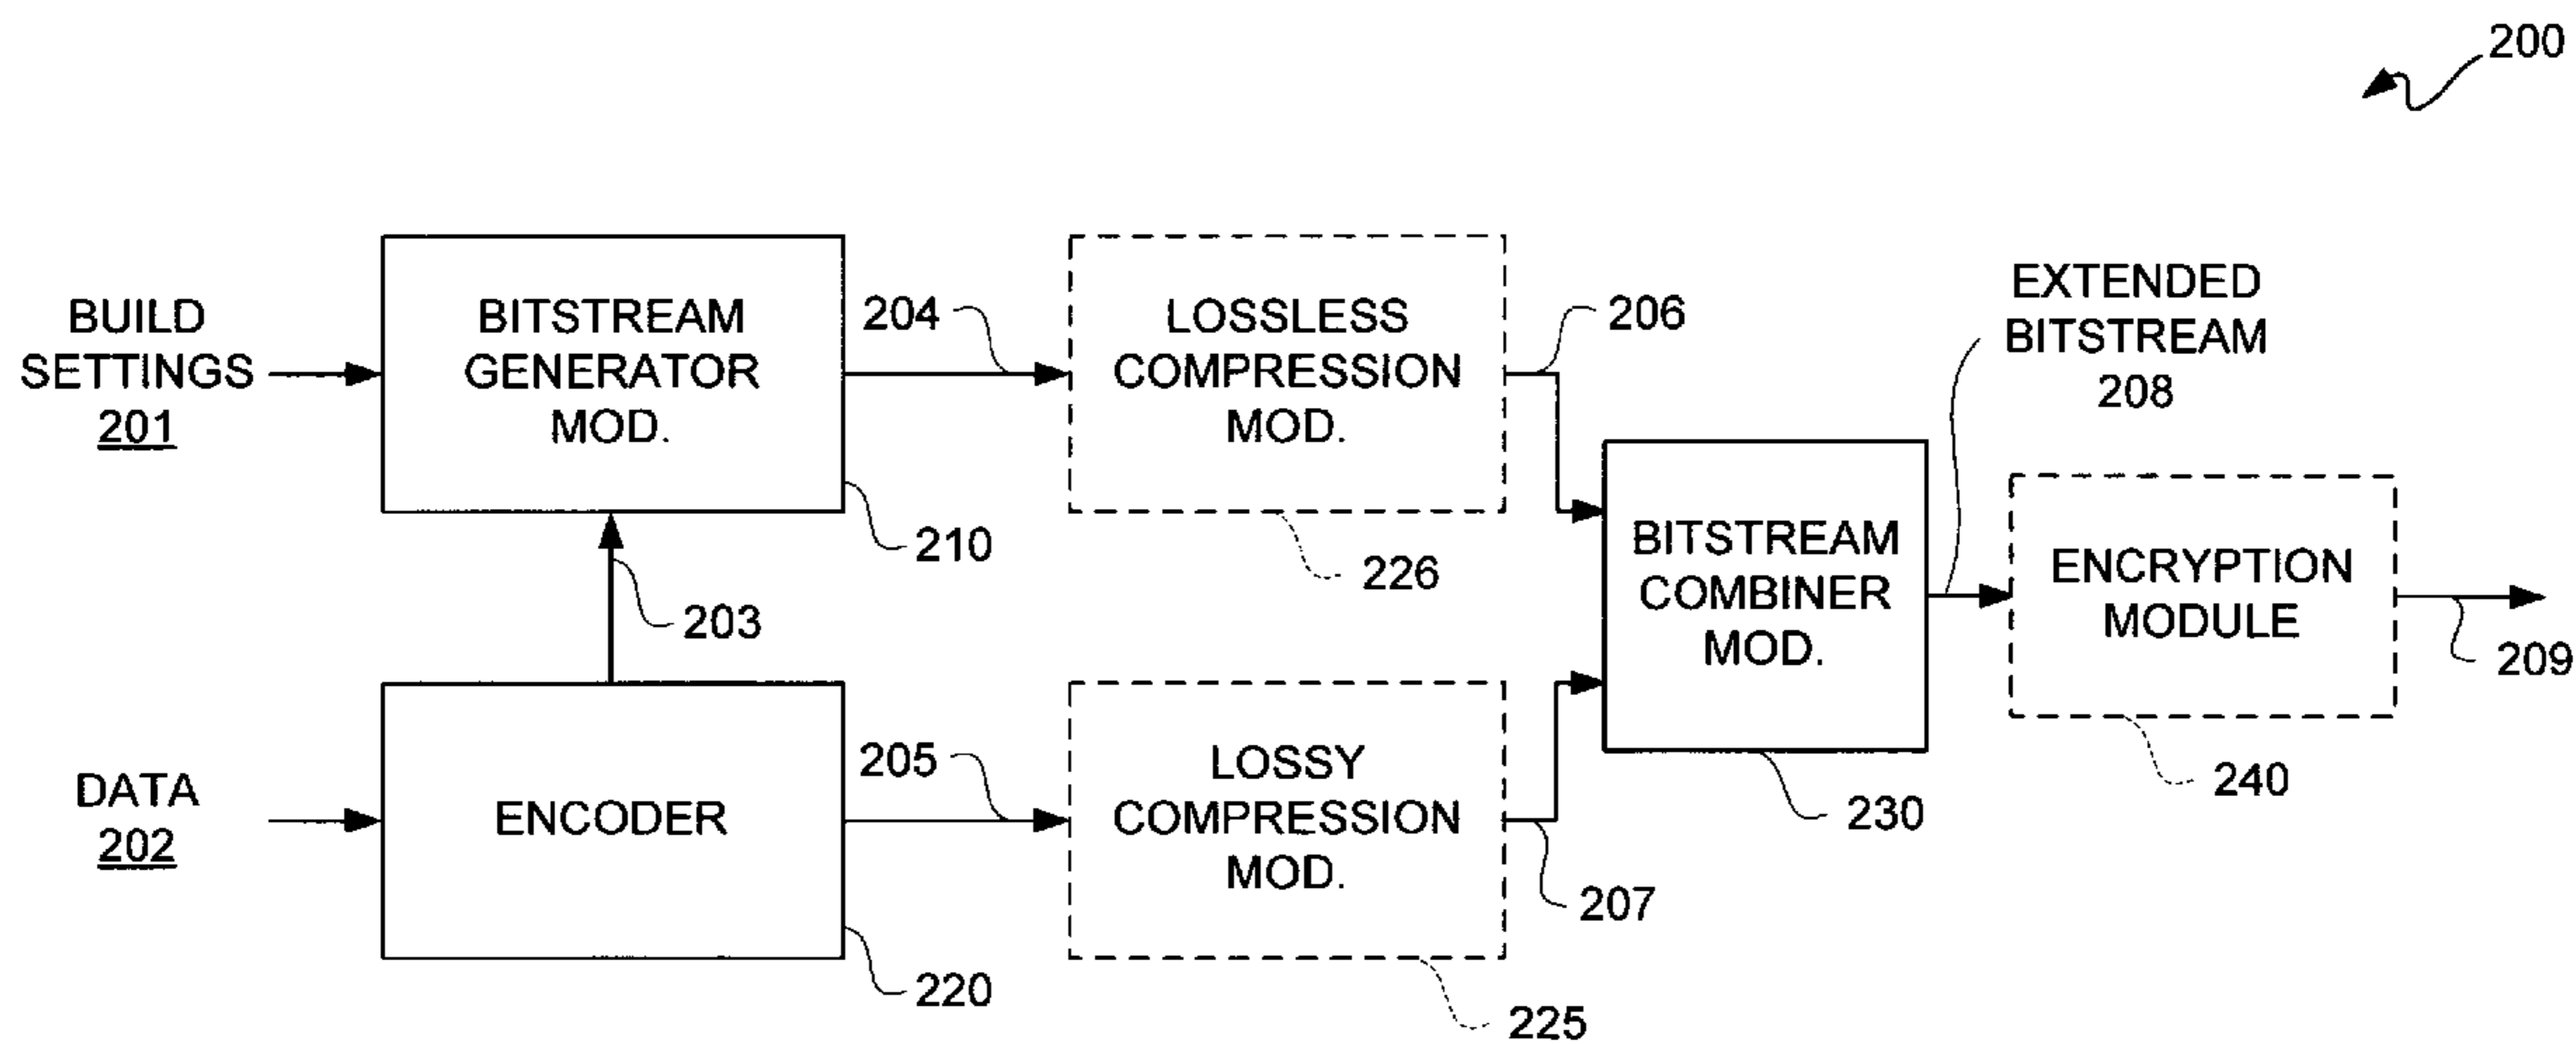 200
BUILD
SETTINGS
201
BITSTREAM
GENERATOR
MOD.
210
204
LOSSLESS
COMPRESSION
MOD.
226
206
EXTENDED
BITSTREAM
208
203
BITSTREAM
COMBINER
MOD.
230
ENCRYPTION
MODULE
240
209
DATA
202
ENCODER
220
205
LOSSY
COMPRESSION
MOD.
225
207